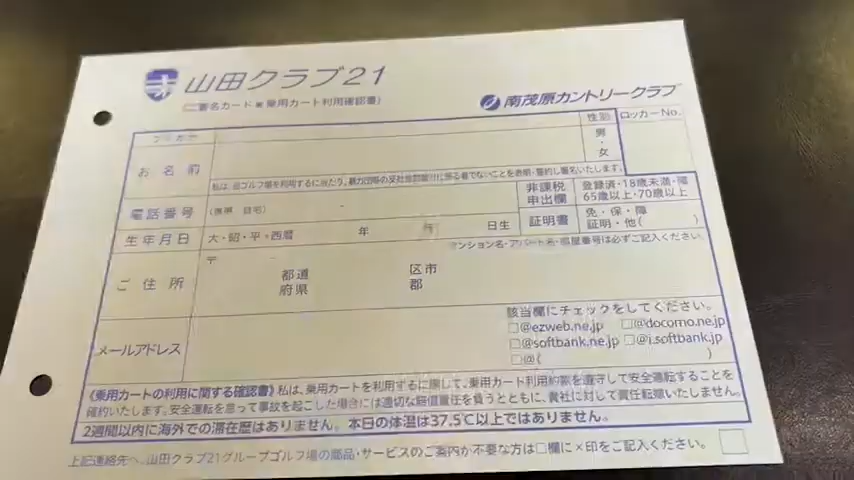 山田クラブ21
署名カード 乗用カート利用確認書)
南茂原カントリークラブ
性別
ロッカーNo.
お名前
男・女
私は、当ゴルフ場を利用するに当たり、暴力団等の反社会的勢力に係る者でないことを表明・誓約し署名いたします。
電話番号
(携帯 自宅)
-
非課税
申出欄
登録済・18歳未満・障
65歳以上・70歳以上
生年月日
大・昭・平・西暦 年 月 日生
証明書
免・保・障
証明・他( )
マンション名・アパート名・部屋番号は必ずご記入ください。
ご住所
〒
都道
府県
区市
郡
メールアドレス
該当欄にチェックをしてください。
□@ezweb.ne.jp □@docomo.ne.jp
□@softbank.ne.jp □@i.softbank.jp
□@( )
《乗用カートの利用に関する確認書》私は、乗用カートを利用するに際して、乗用カート利用約款を遵守して安全運転することを
確約いたします。安全運転を怠って事故を起こした場合には適切な賠償責任を負うとともに、貴社に対して責任転嫁いたしません。
2週間以内に海外での滞在歴はありません。本日の体温は37.5℃以上ではありません。
上記連絡先へ、山田クラブ21グループゴルフ場の商品・サービスのご案内が不要な方は□欄に×印をご記入ください。